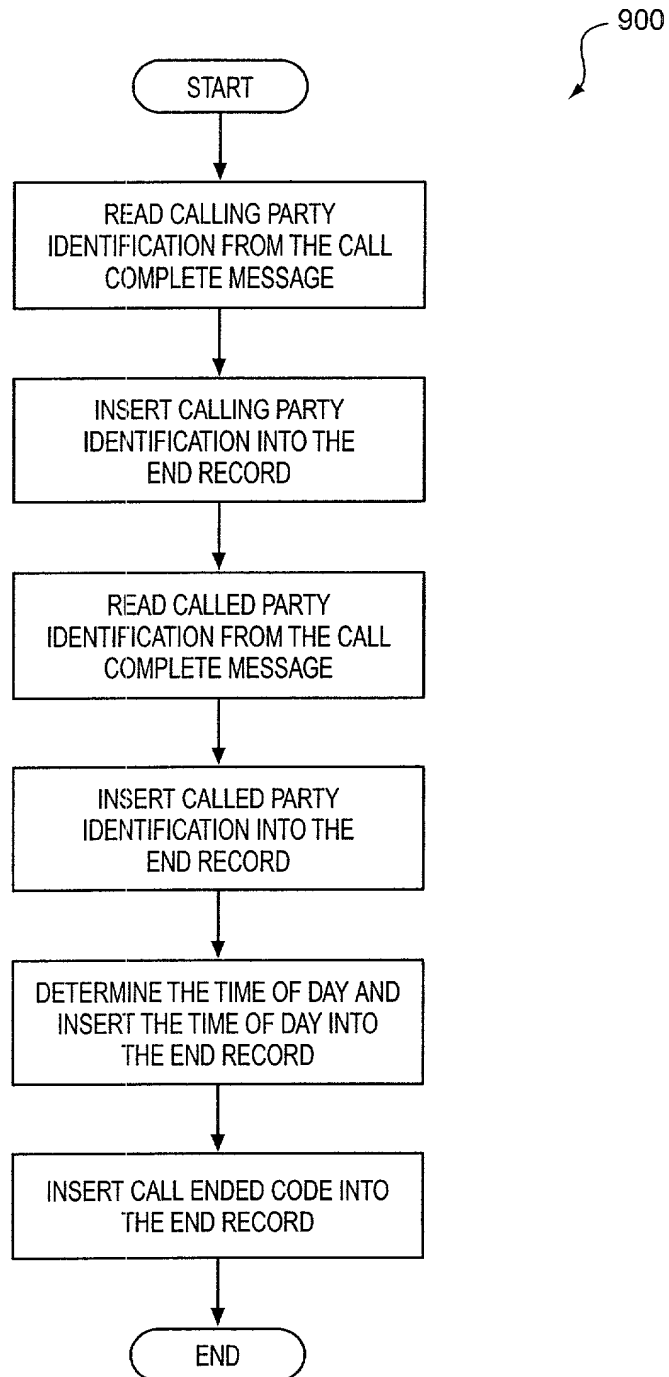 900
START
READ CALLING PARTY
IDENTIFICATION FROM THE CALL
COMPLETE MESSAGE
INSERT CALLING PARTY
IDENTIFICATION INTO THE
END RECORD
READ CALLED PARTY
IDENTIFICATION FROM THE CALL
COMPLETE MESSAGE
INSERT CALLED PARTY
IDENTIFICATION INTO THE
END RECORD
DETERMINE THE TIME OF DAY AND
INSERT THE TIME OF DAY INTO
THE END RECORD
INSERT CALL ENDED CODE INTO
THE END RECORD
END